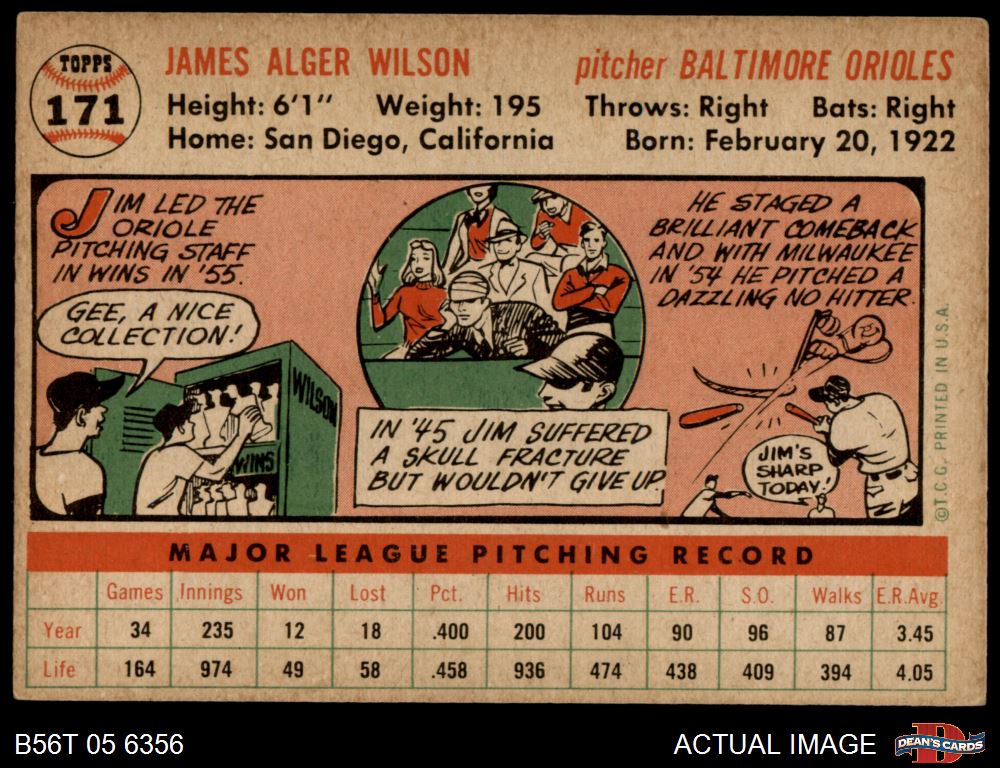 TOPPS
171
JAMES ALGER WILSON
pitcher BALTIMORE ORIOLES
Height: 6'1" Weight: 195 Throws: Right Bats: Right
Home: San Diego, California Born: February 20, 1922
JIM LED THE
ORIOLE
PITCHING STAFF
IN WINS IN '55.
GEE, A NICE
COLLECTION!
WILSON
WINS
IN '45 JIM SUFFERED
A SKULL FRACTURE
BUT WOULDN'T GIVE UP.
HE STAGED A
BRILLIANT COMEBACK
AND WITH MILWAUKEE
IN '54 HE PITCHED A
DAZZLING NO HITTER.
JIM'S
SHARP
TODAY!
©T.C.C. PRINTED IN U.S.A.
MAJOR LEAGUE PITCHING RECORD
Games Innings Won Lost Pct. Hits Runs E.R. S.O. Walks E.R.Avg.
Year 34 235 12 18 .400 200 104 90 96 87 3.45
Life 164 974 49 58 .458 936 474 438 409 394 4.05
B56T 05 6356
ACTUAL IMAGE
DEAN'S CARDS